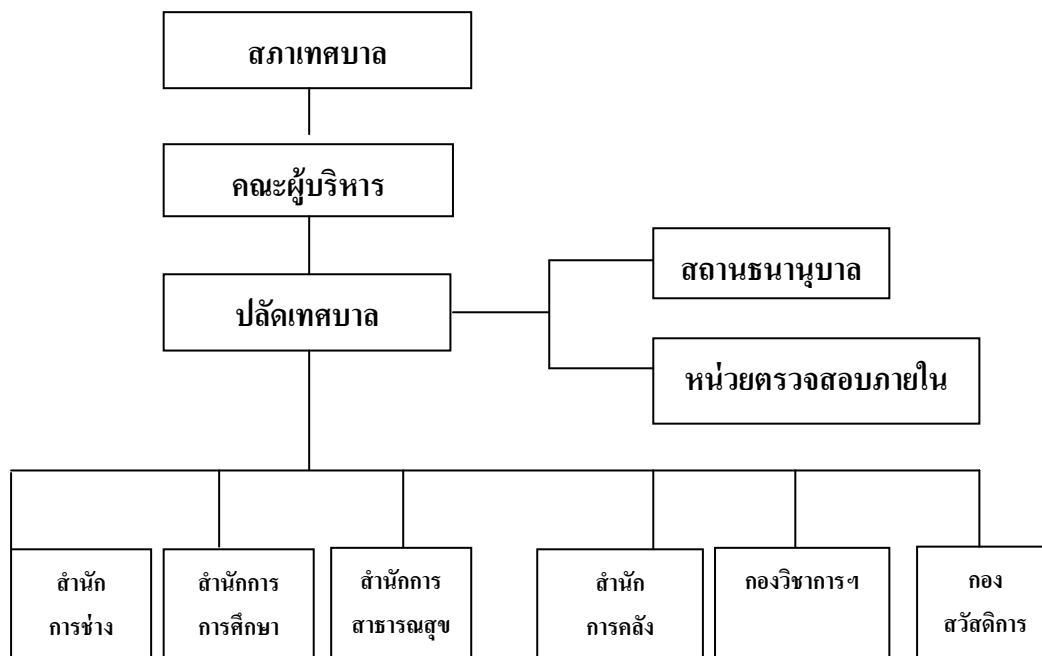 สภาเทศบาล
คณะผู้บริหาร
สถานธนานุบาล
ปลัดเทศบาล
หน่วยตรวจสอบภายใน
สำนัก
การช่าง
สำนักการ
การศึกษา
สำนักการ
สาธารณสุข
สำนัก
การคลัง
กองวิชาการฯ
กอง
สวัสดิการ